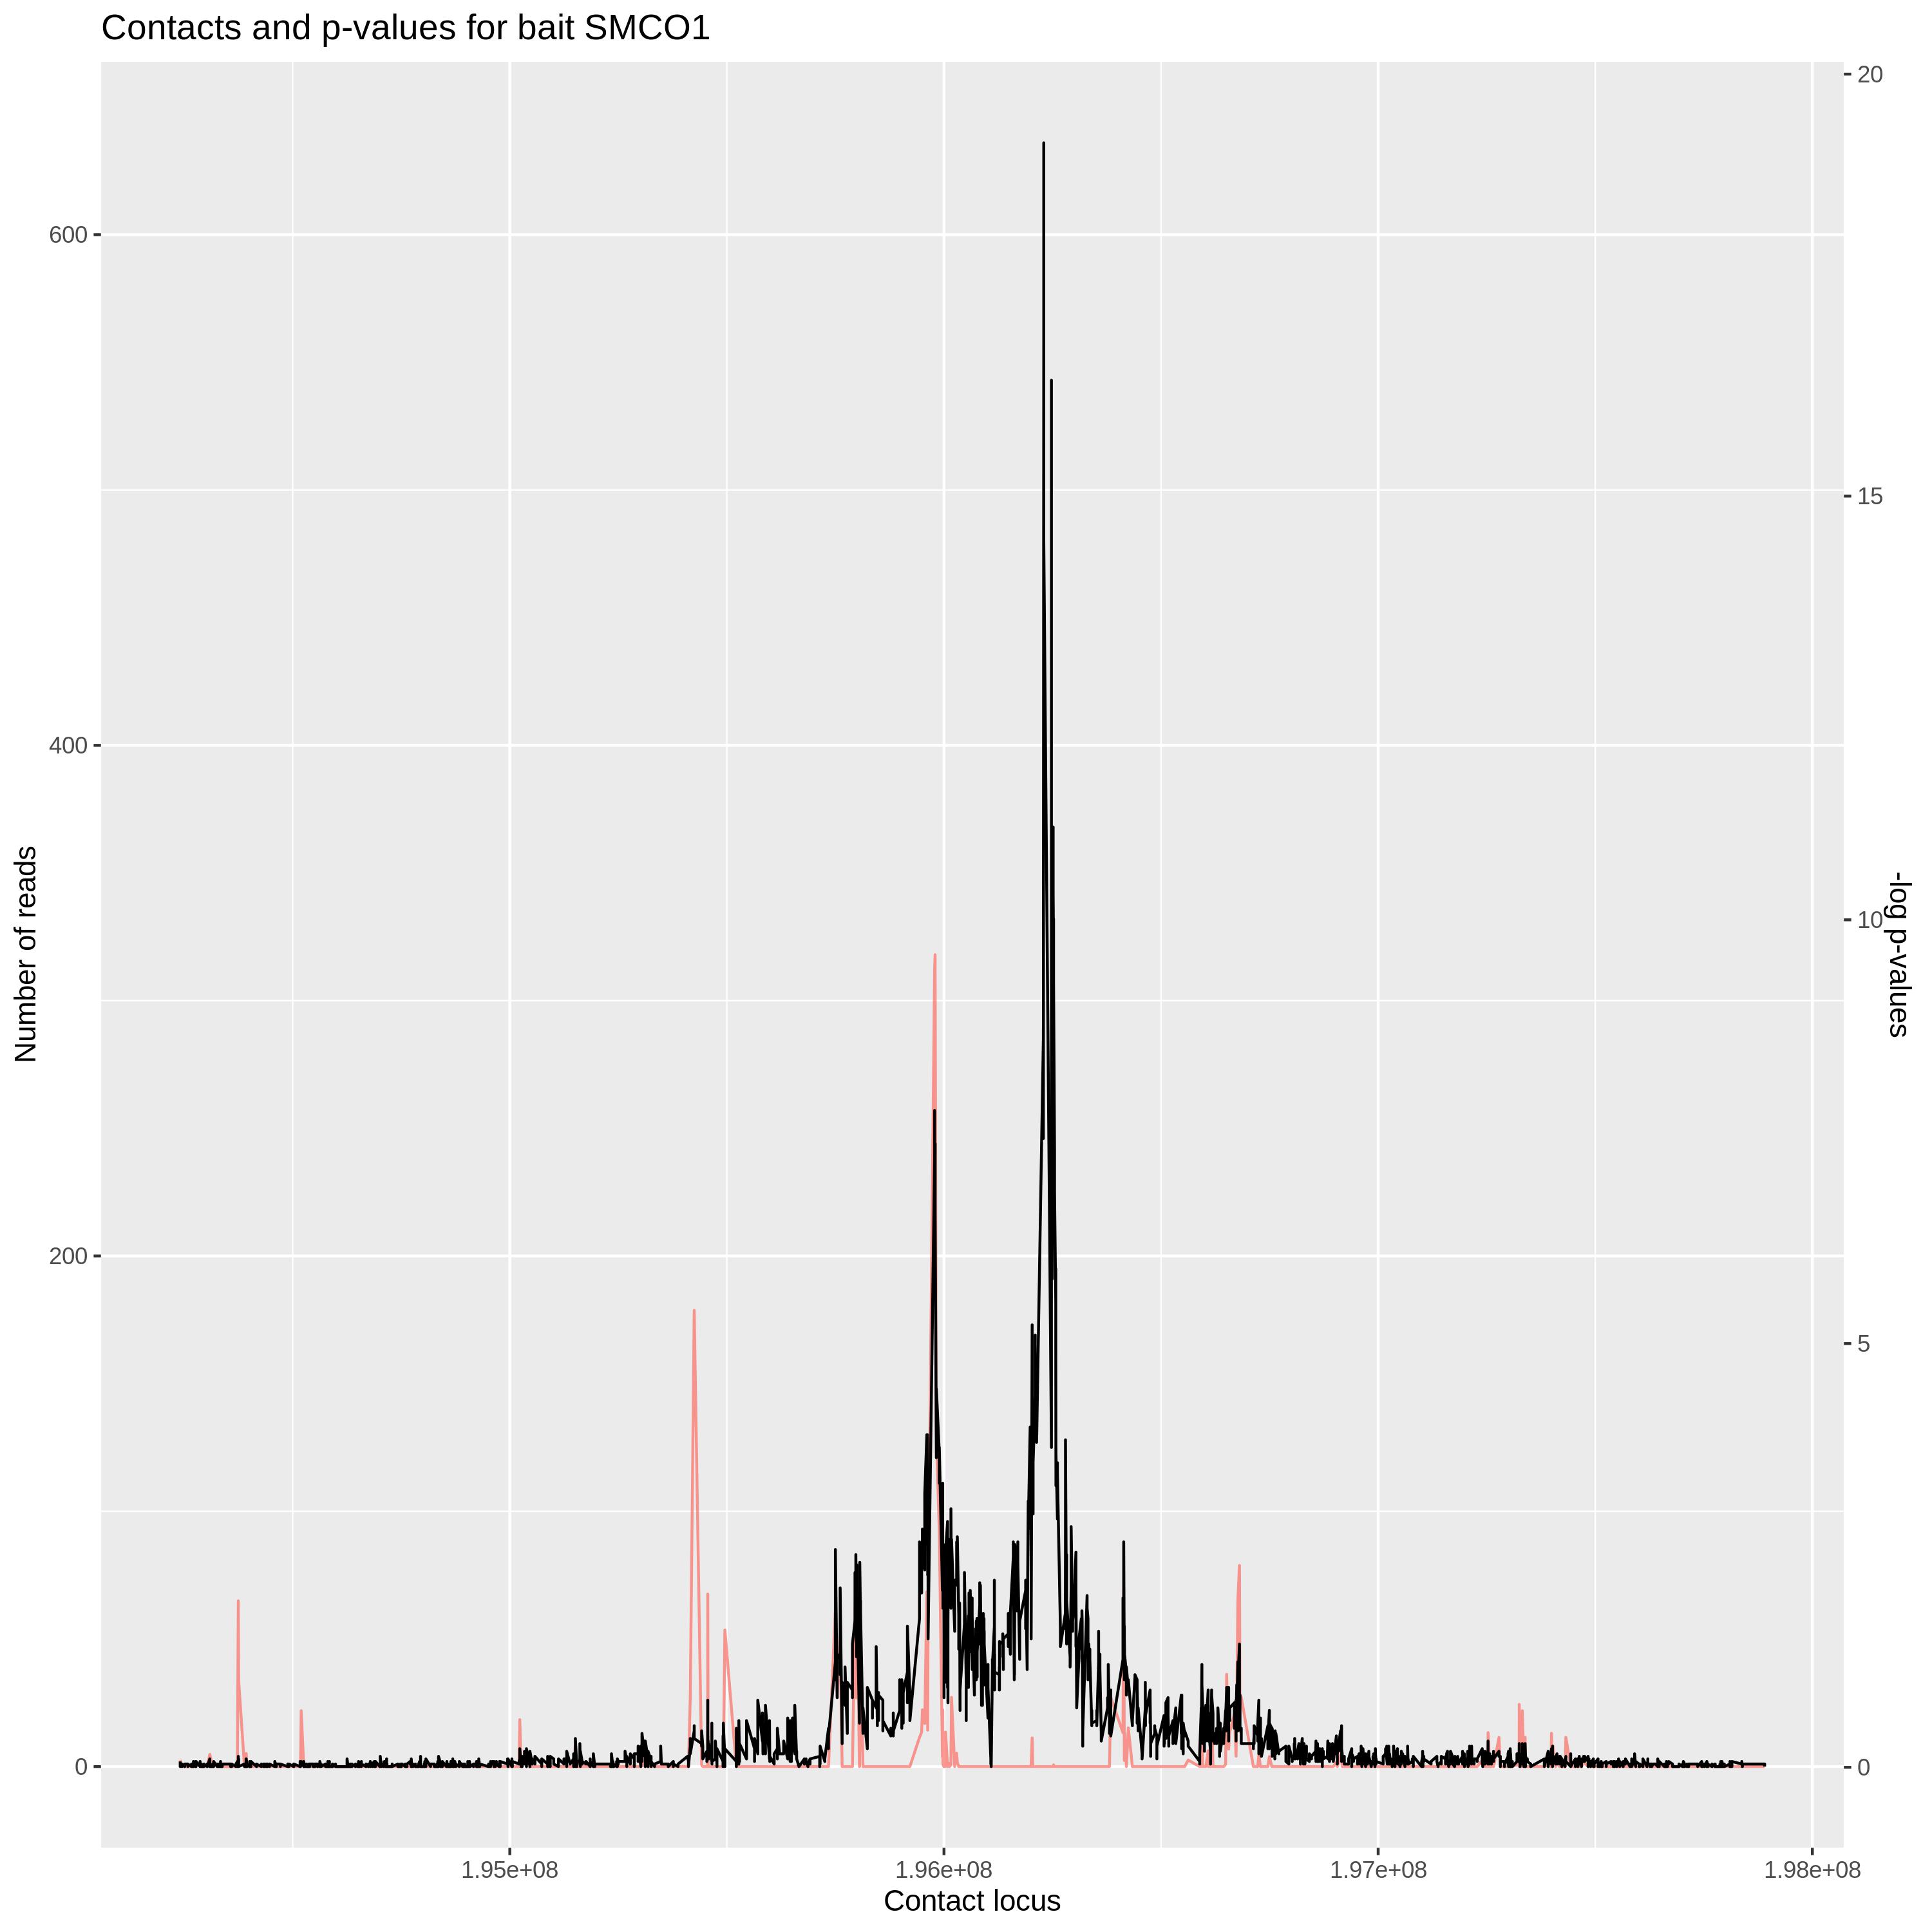 Contacts and p-values for bait SMCO1
Number of reads
600
400
200
0
20
15
10
5
0
-log p-values
1.95e+08
1.96e+08
1.97e+08
1.98e+08
Contact locus